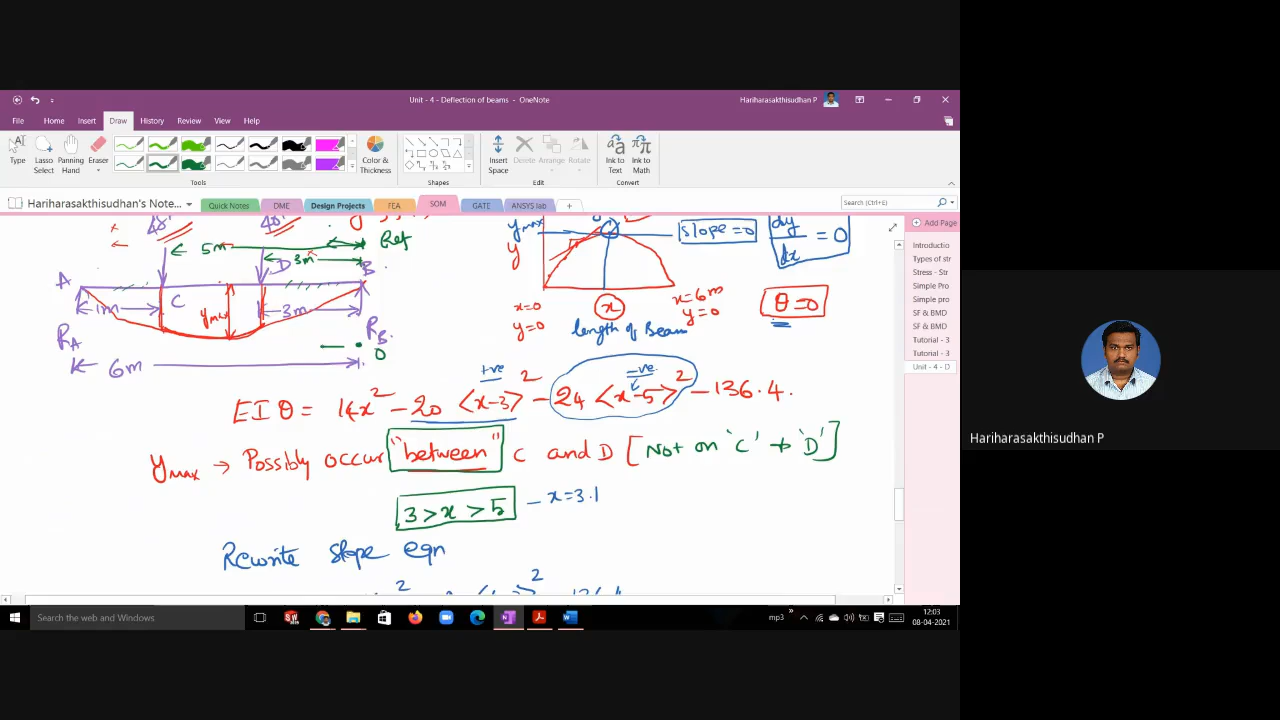 Unit - 4 - Deflection of beams - OneNote
Hariharasakthisudhan P
File Home Insert Draw History Review View Help
Type
Lasso Select
Panning Hand
Eraser
Color & Thickness
Insert Space
Delete
Arrange
Rotate
Ink to Text
Ink to Math
Tools
Shapes
Edit
Convert
Hariharasakthisudhan's Note...
Quick Notes
DME
Design Projects
FEA
SOM
GATE
ANSYS lab
Search (Ctrl+E)
Add Page
Introductio
Types of str
Stress - Str
Simple Pro
Simple pro
SF & BMD
SF & BMD
Tutorial - 3
Tutorial - 3
Unit - 4 - D
5m
Ref
3m
A
D
B
1m
C
ymax
3m
RA
RB
6m
0
ymax
y
slope=0
dy/dx = 0
x=0
y=0
x
x=6m
y=0
length of Beam
θ=0
+ve
-ve
EIθ = 14x² - 20 <x-3>² - 24 <x-5>² - 136.4.
ymax → Possibly occur "between" C and D [Not on 'C' + 'D']
3 > x > 5 - x=3.1
Rewrite slope eqn
Hariharasakthisudhan P
Search the web and Windows
mp3
12:03
08-04-2021